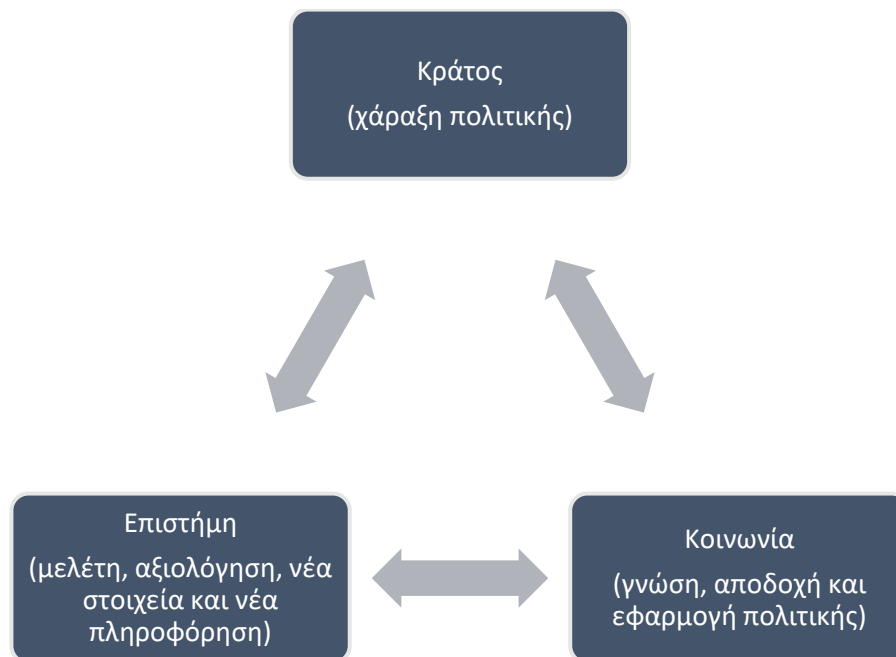 Κράτος
(χάραξη πολιτικής)
Επιστήμη
(μελέτη, αξιολόγηση, νέα
στοιχεία και νέα
πληροφόρηση)
Κοινωνία
(γνώση, αποδοχή και
εφαρμογή πολιτικής)